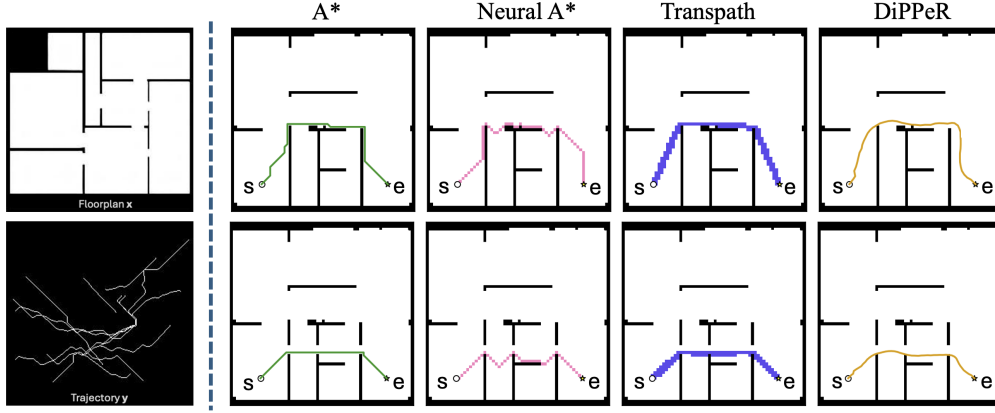 A* Neural A* Transpath DiPPeR
Floorplan x
s e s e s e s e
Trajectory y
s e s e s e s e